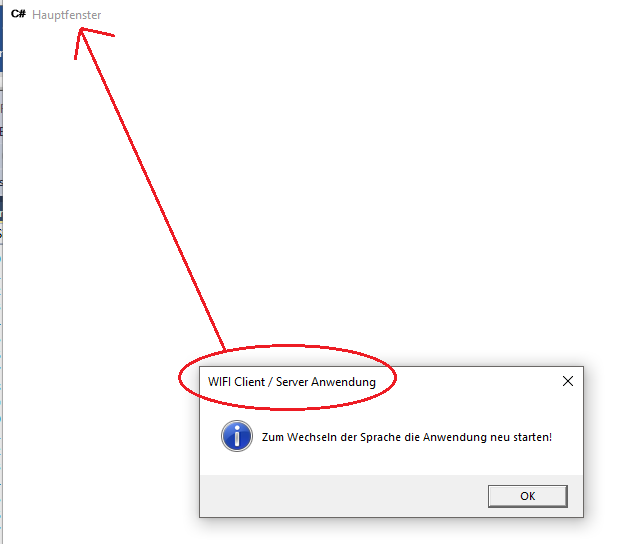 C# Hauptfenster
WIFI Client / Server Anwendung
Zum Wechseln der Sprache die Anwendung neu starten!
OK